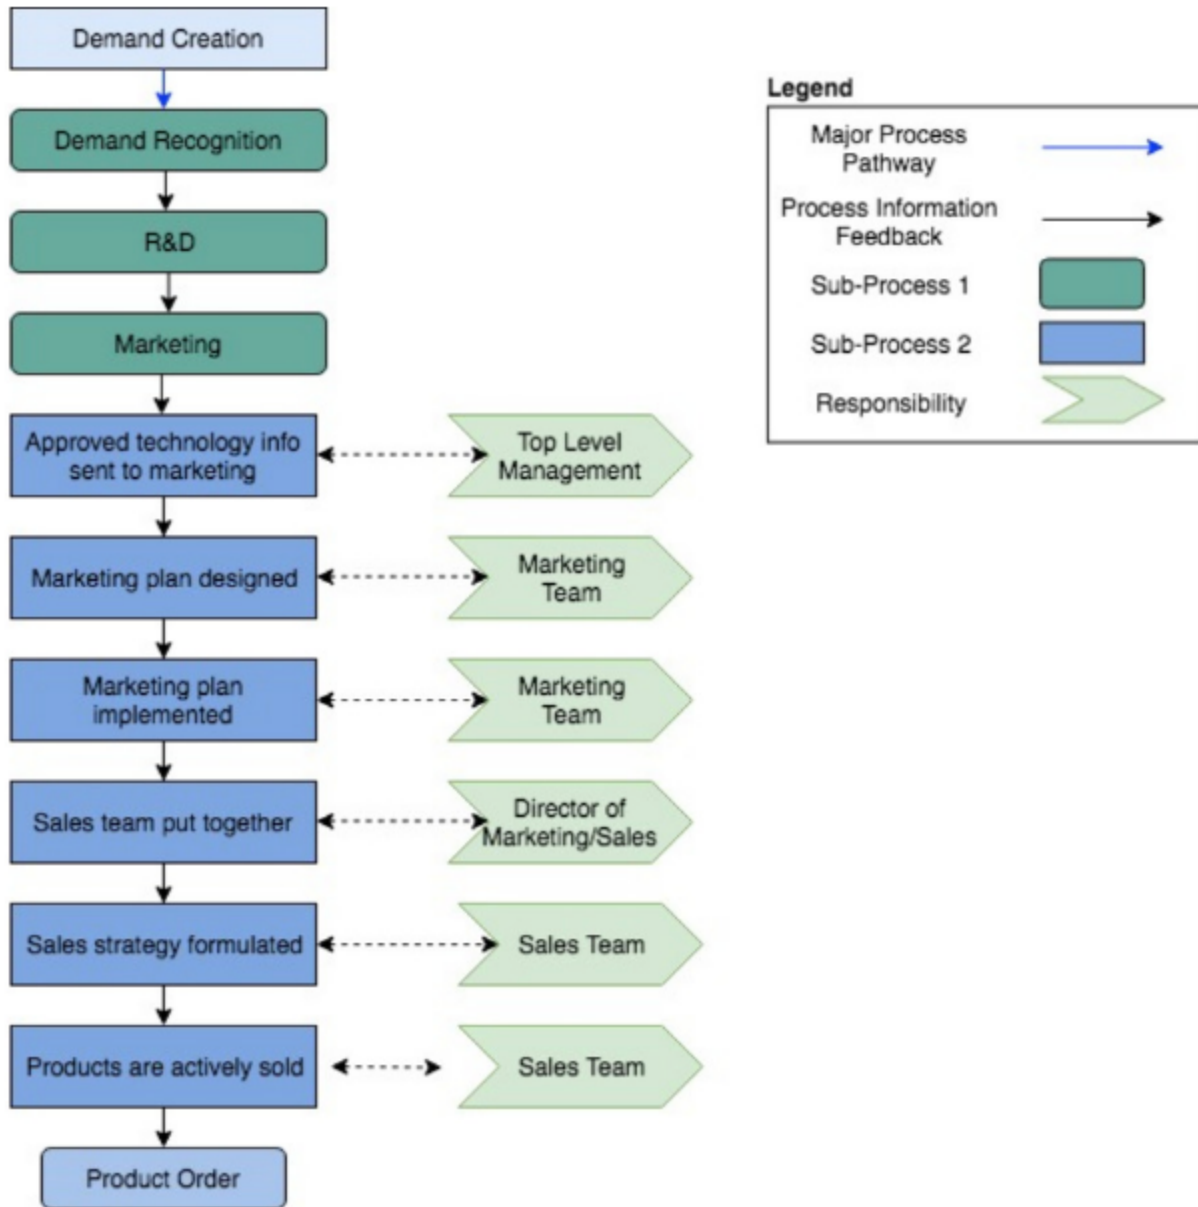 Demand Creation
Demand Recognition
R&D
Marketing
Approved technology info
sent to marketing
Top Level
Management
Marketing plan designed
Marketing
Team
Marketing plan
implemented
Marketing
Team
Sales team put together
Director of
Marketing/Sales
Sales strategy formulated
Sales Team
Products are actively sold
Sales Team
Product Order
Legend
Major Process
Pathway
Process Information
Feedback
Sub-Process 1
Sub-Process 2
Responsibility